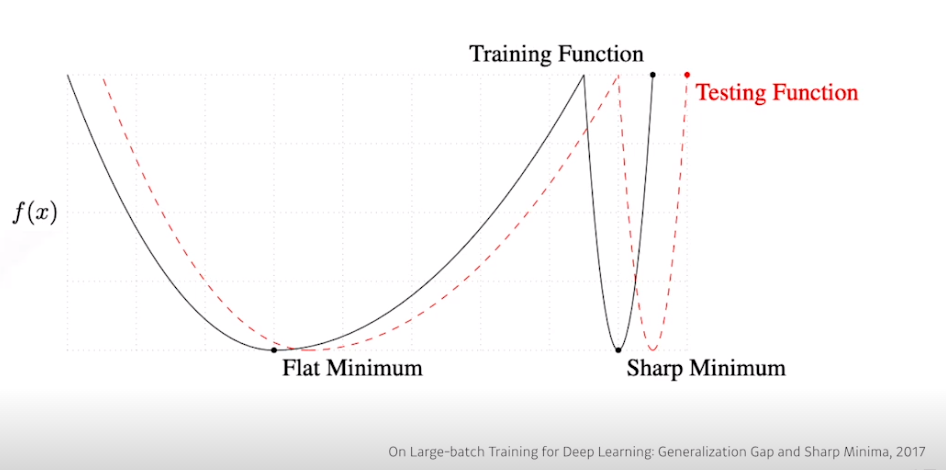 Training Function
Testing Function
f(x)
Flat Minimum
Sharp Minimum
On Large-batch Training for Deep Learning: Generalization Gap and Sharp Minima, 2017